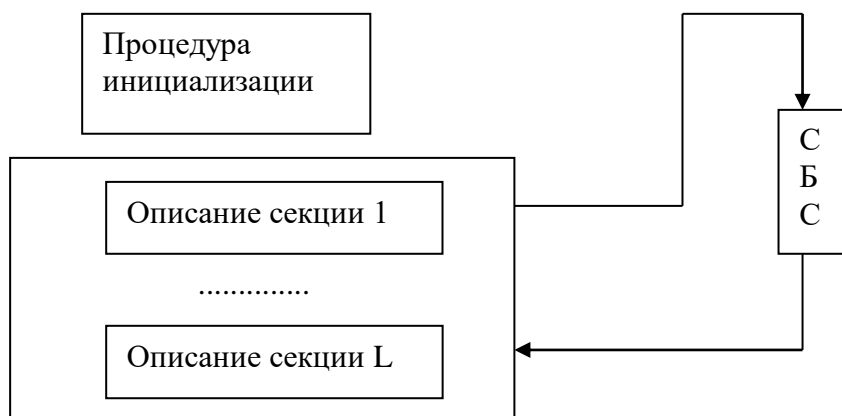 Процедура
инициализации
С
Б
С
Описание секции 1
..............
Описание секции L